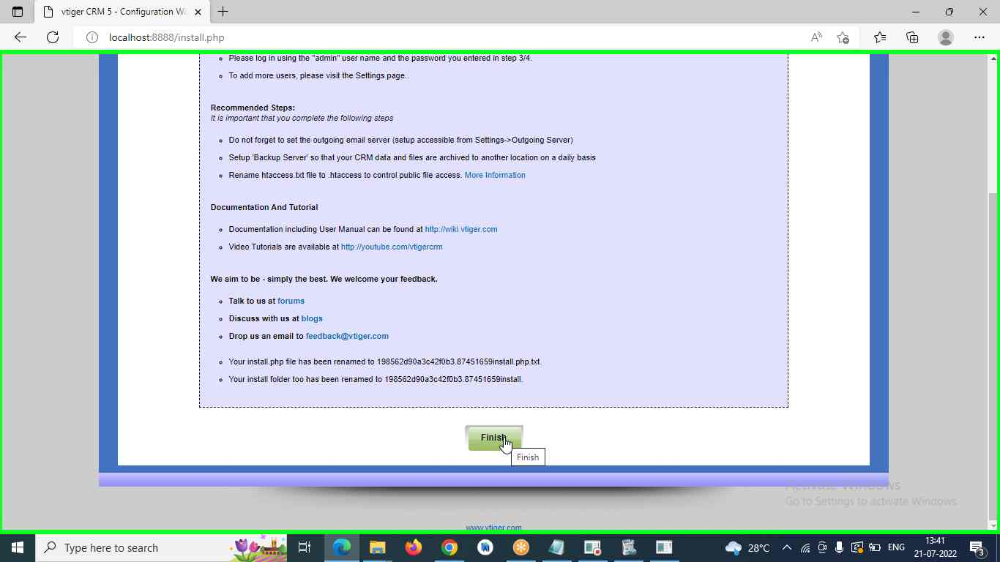 vtiger CRM 5 - Configuration Wi
localhost:8888/install.php
Please log in using the "admin" user name and the password you entered in step 3/4.
To add more users, please visit the Settings page..
Recommended Steps:
It is important that you complete the following steps
Do not forget to set the outgoing email server (setup accessible from Settings->Outgoing Server)
Setup 'Backup Server' so that your CRM data and files are archived to another location on a daily basis
Rename htaccess.txt file to .htaccess to control public file access. More Information
Documentation And Tutorial
Documentation including User Manual can be found at http://wiki.vtiger.com
Video Tutorials are available at http://youtube.com/vtigercrm
We aim to be - simply the best. We welcome your feedback.
Talk to us at forums
Discuss with us at blogs
Drop us an email to feedback@vtiger.com
Your install.php file has been renamed to 198562d90a3c42f0b3.87451659install.php.txt.
Your install folder too has been renamed to 198562d90a3c42f0b3.87451659install.
Finish
Finish
Activate Windows
Go to Settings to activate Windows.
www.vtiger.com
Type here to search
28°C
ENG
13:41
21-07-2022
3